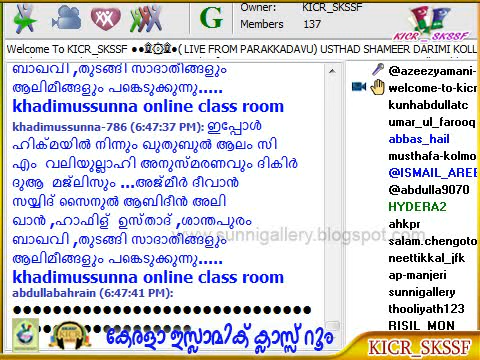 Owner: KICR_SKSSF
Members 137
G
KICR_SKSSF
Welcome To KICR_SKSSF ●●۩۞۩●( LIVE FROM PARAKKADAVU) USTHAD SHAMEER DARIMI KOLL
ബാഖവി ,തുടങ്ങി സാദാതീങ്ങളും
ആലിമീങ്ങളും പങ്കെടുക്കുന്നു.....
khadimussunna online class room
khadimussunna-786 (6:47:37 PM): ഇപ്പോൾ
ഹിക്മയിൽ നിന്നും ഖുതുബുൽ ആലം സി
എം വലിയുല്ലാഹി അനുസ്മരണവും ദികിർ
ദുആ മജ്ലിസും ...അജ്മീർ ദീവാൻ
സയ്യിദ് സൈനുൽ ആബിദീൻ അലി
ഖാൻ ,ഹാഫിള് ഉസ്താദ് ,ശാന്തപുരം
ബാഖവി ,തുടങ്ങി സാദാതീങ്ങളും
ആലിമീങ്ങളും പങ്കെടുക്കുന്നു.....
khadimussunna online class room
abdullabahrain (6:47:41 PM):
@azeezyamani-
welcome-to-kicr
kunhabdullatc
umar_ul_farooq
abbas_hail
musthafa-kolmo
@ISMAIL_AREE
@abdulla9070
HYDERA2
ahkpr
salam.chengoto
neettikkal_jfk
ap-manjeri
sunnigallery
thooliyath123
RISIL_MON
www.sunnigallery.blogspot.com
KICR
കേരളാ ഇസ്ലാമിക് ക്ലാസ്സ് റൂം
KICR_SKSSF